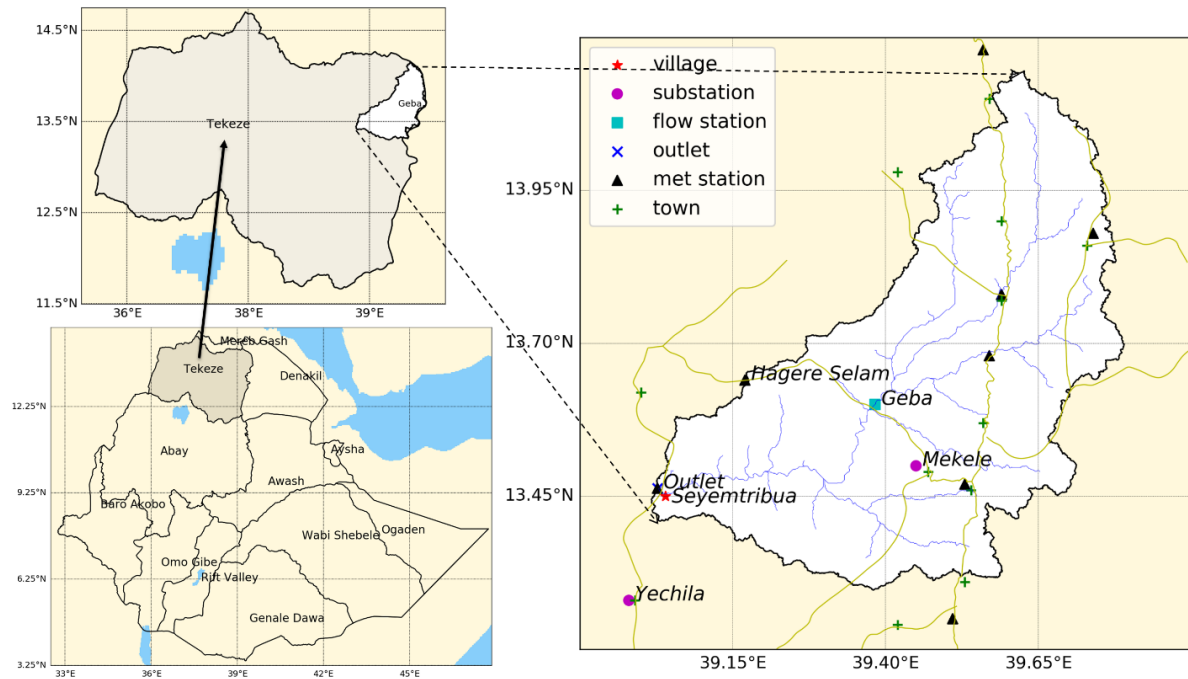 14.5°N
13.5°N
12.5°N
11.5°N
36°E
38°E
39°E
Tekeze
Geba
12.25°N
9.25°N
6.25°N
3.25°N
33°E
36°E
39°E
42°E
45°E
Mereb Gash
Tekeze
Denakil
Abay
Aysha
Awash
Baro Akobo
Ogaden
Wabi Shebele
Omo Gibe
Rift Valley
Genale Dawa
village
substation
flow station
outlet
met station
town
13.95°N
13.70°N
13.45°N
39.15°E
39.40°E
39.65°E
Hagere Selam
Geba
Mekele
Outlet
Seyemtribua
Yechila